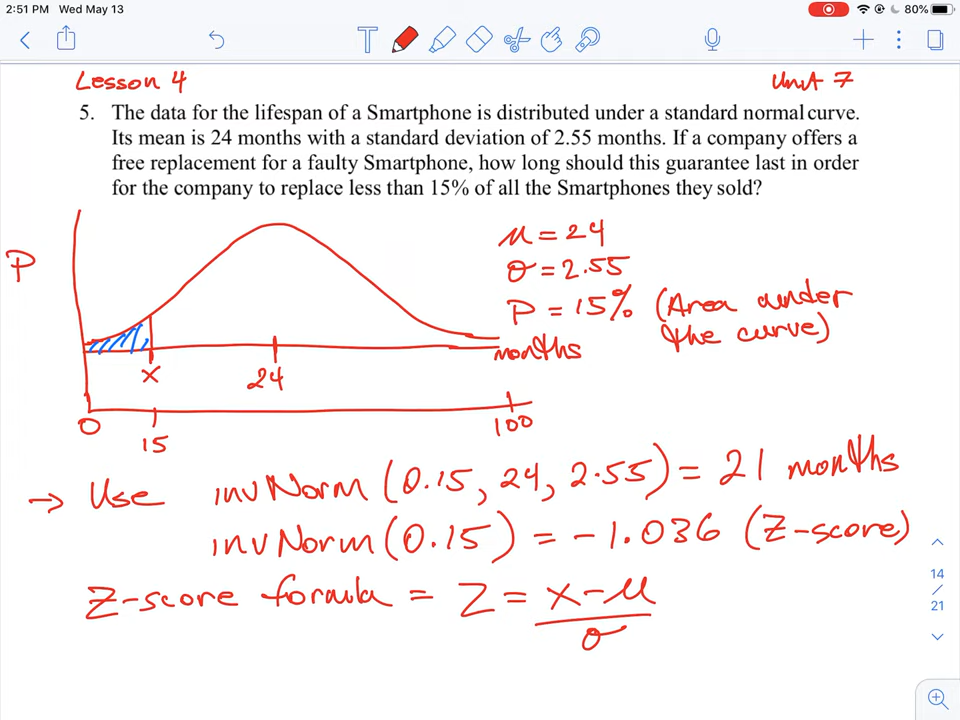 2:51 PM Wed May 13
80%
Lesson 4
Unit 7
5. The data for the lifespan of a Smartphone is distributed under a standard normal curve.
Its mean is 24 months with a standard deviation of 2.55 months. If a company offers a
free replacement for a faulty Smartphone, how long should this guarantee last in order
for the company to replace less than 15% of all the Smartphones they sold?
P
μ = 24
σ = 2.55
P = 15% (Area under
the curve)
months
x
24
0
15
100
→ Use invNorm(0.15, 24, 2.55) = 21 months
invNorm(0.15) = -1.036 (Z-score)
Z-score formula = Z = x-μ
σ
14
/
21